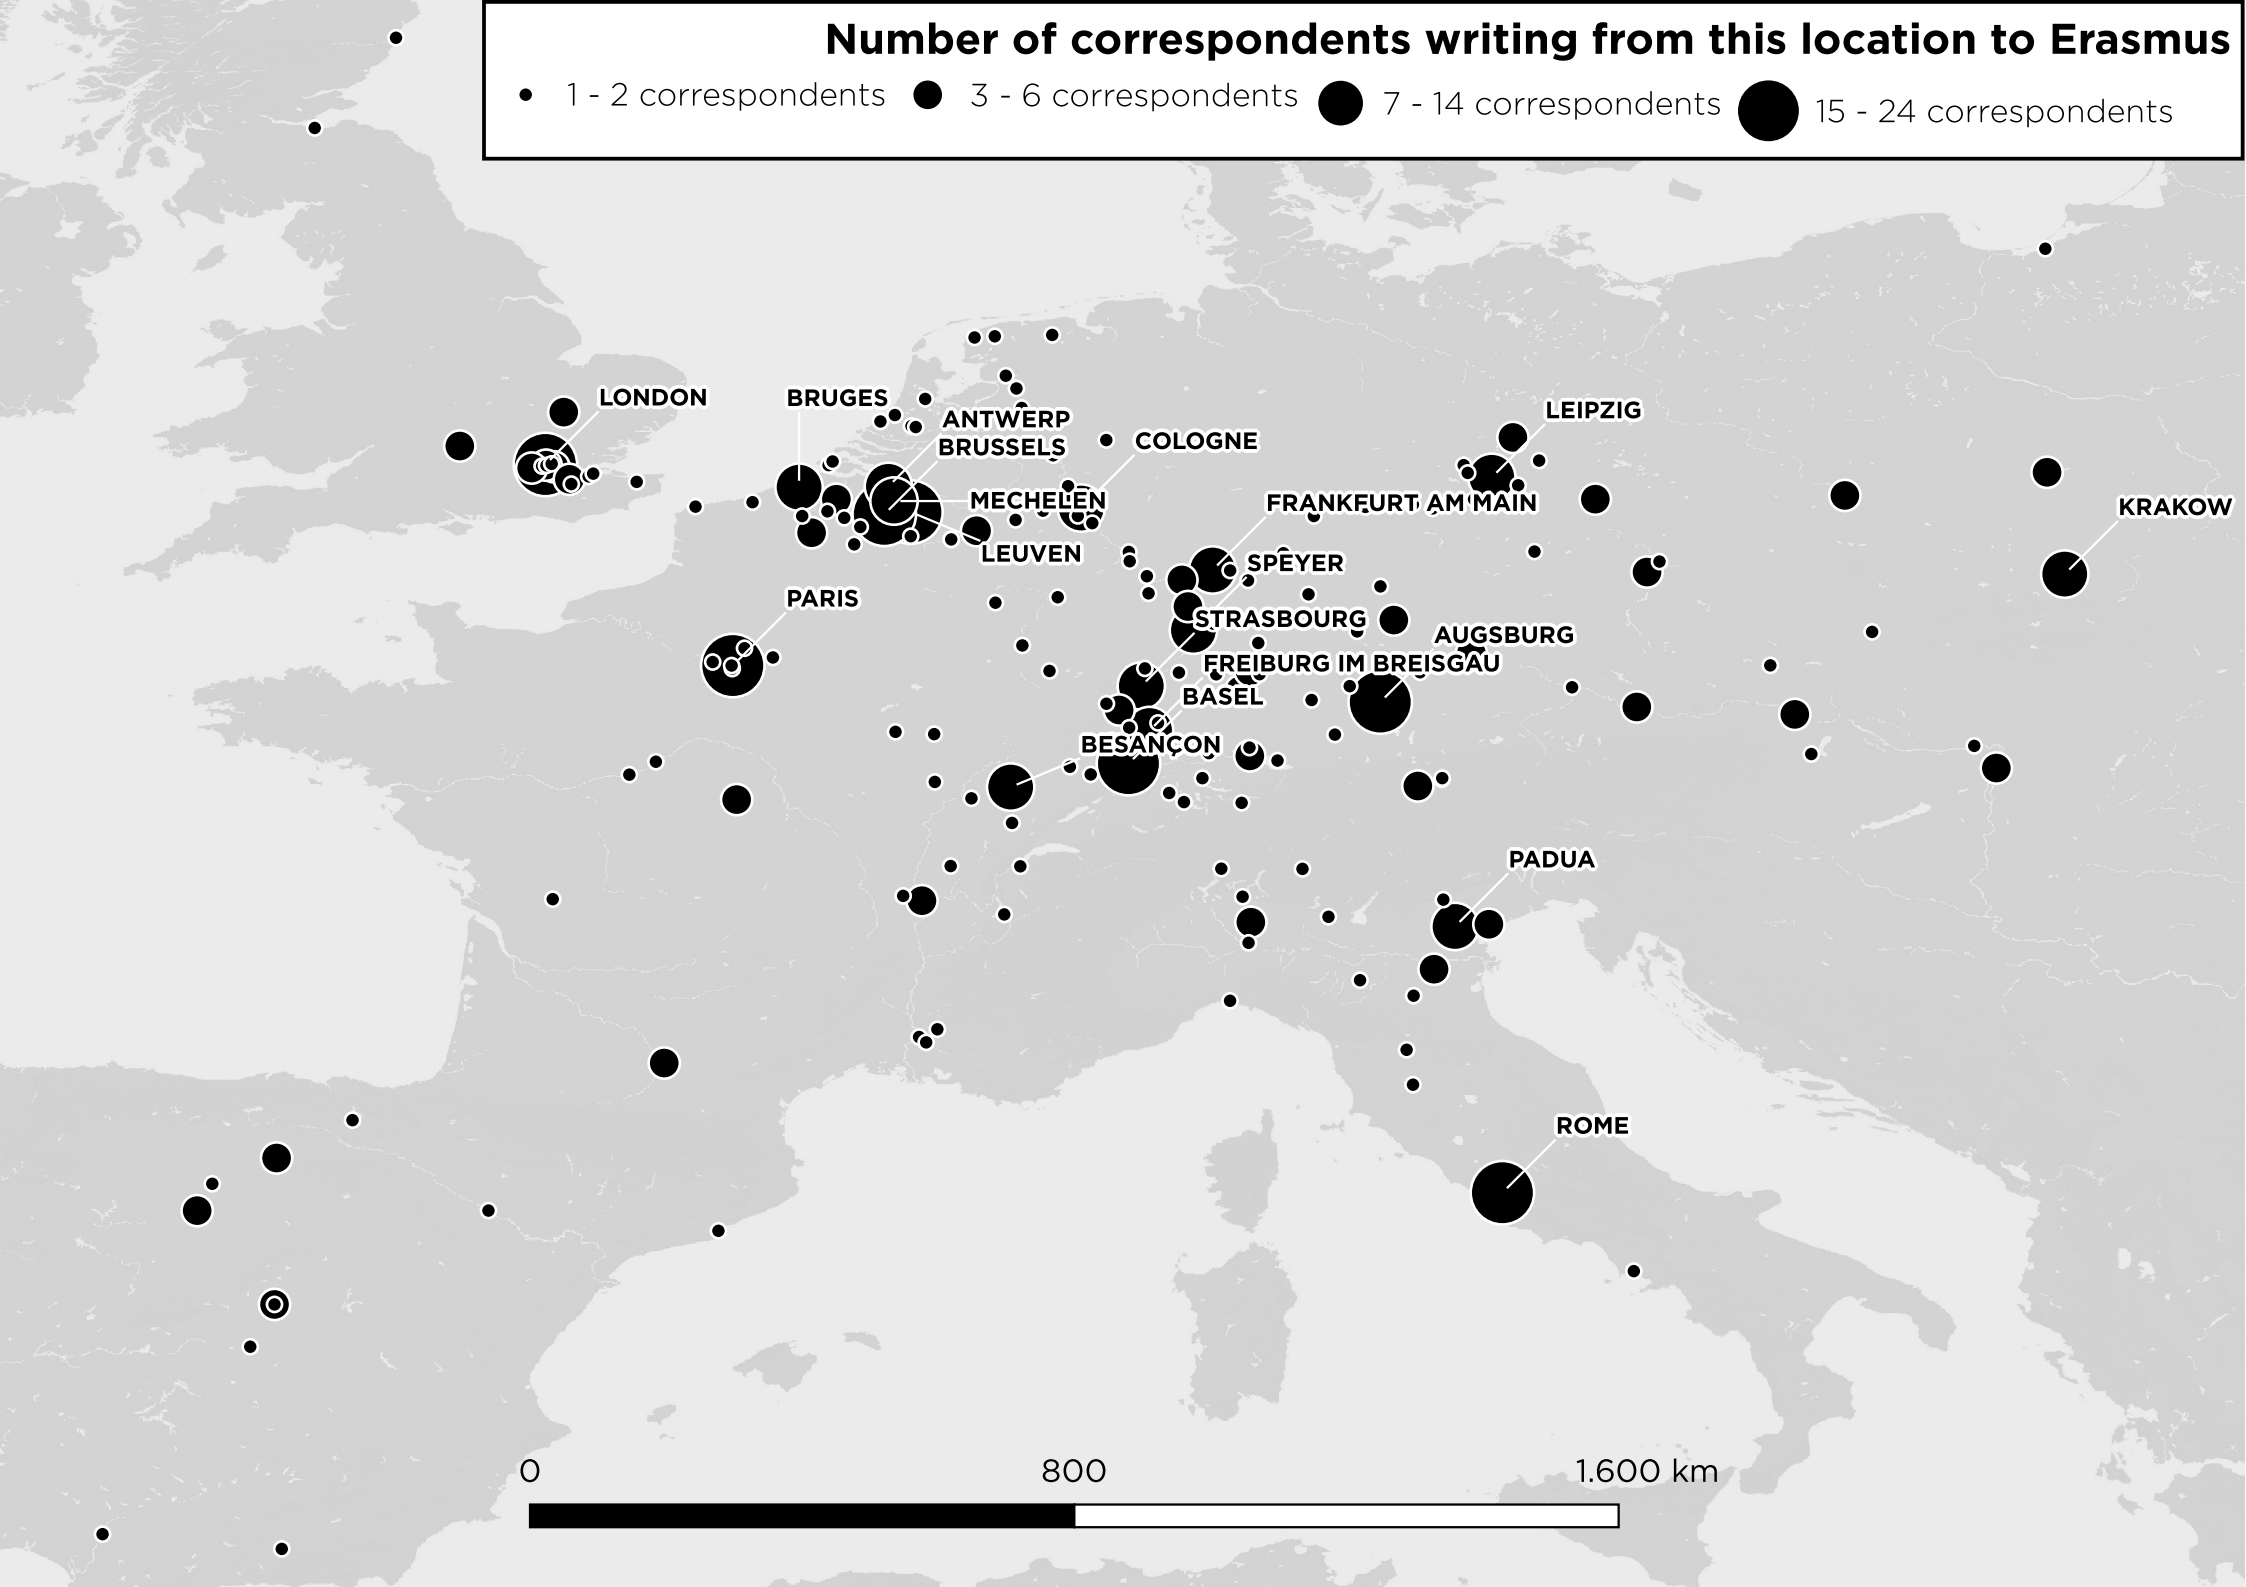 Number of correspondents writing from this location to Erasmus
1 - 2 correspondents
3 - 6 correspondents
7 - 14 correspondents
15 - 24 correspondents
LONDON
BRUGES
ANTWERP
BRUSSELS
COLOGNE
LEIPZIG
MECHELEN
FRANKFURT AM MAIN
KRAKOW
LEUVEN
SPEYER
PARIS
STRASBOURG
AUGSBURG
FREIBURG IM BREISGAU
BASEL
BESANÇON
PADUA
ROME
0 800 1.600 km